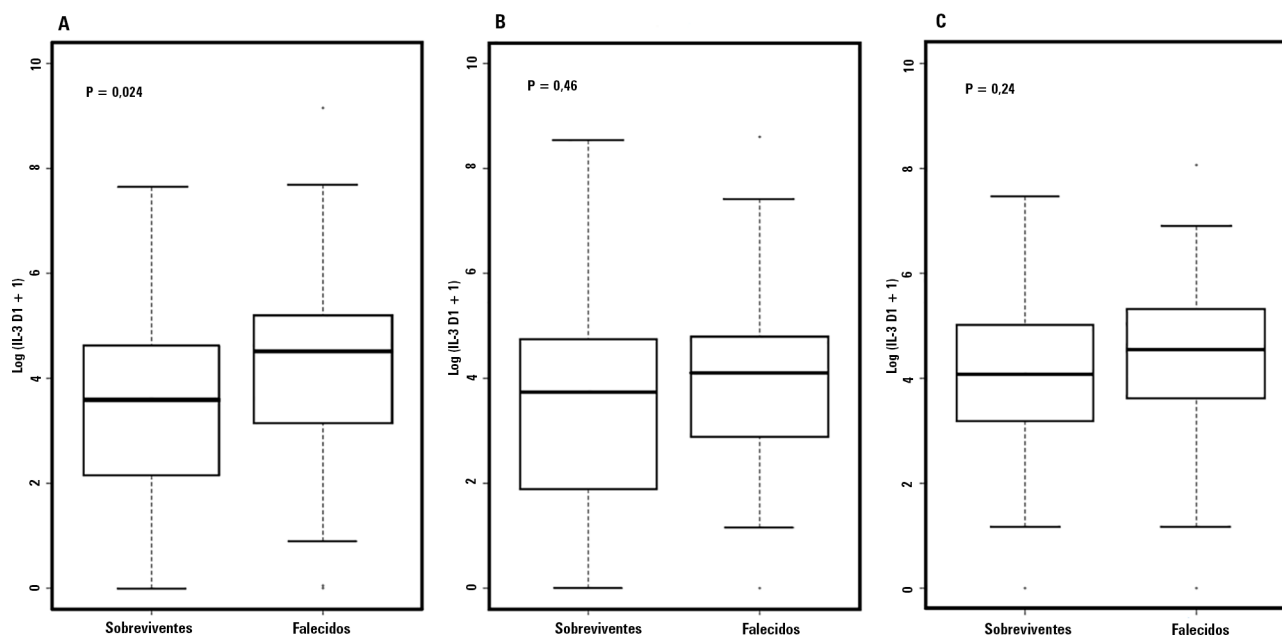 A
P = 0,024
Log (IL-3 D1 + 1)
10
8
6
4
2
0
Sobreviventes
Falecidos
B
P = 0,46
Log (IL-3 D1 + 1)
10
8
6
4
2
0
Sobreviventes
Falecidos
C
P = 0,24
Log (IL-3 D1 + 1)
10
8
6
4
2
0
Sobreviventes
Falecidos